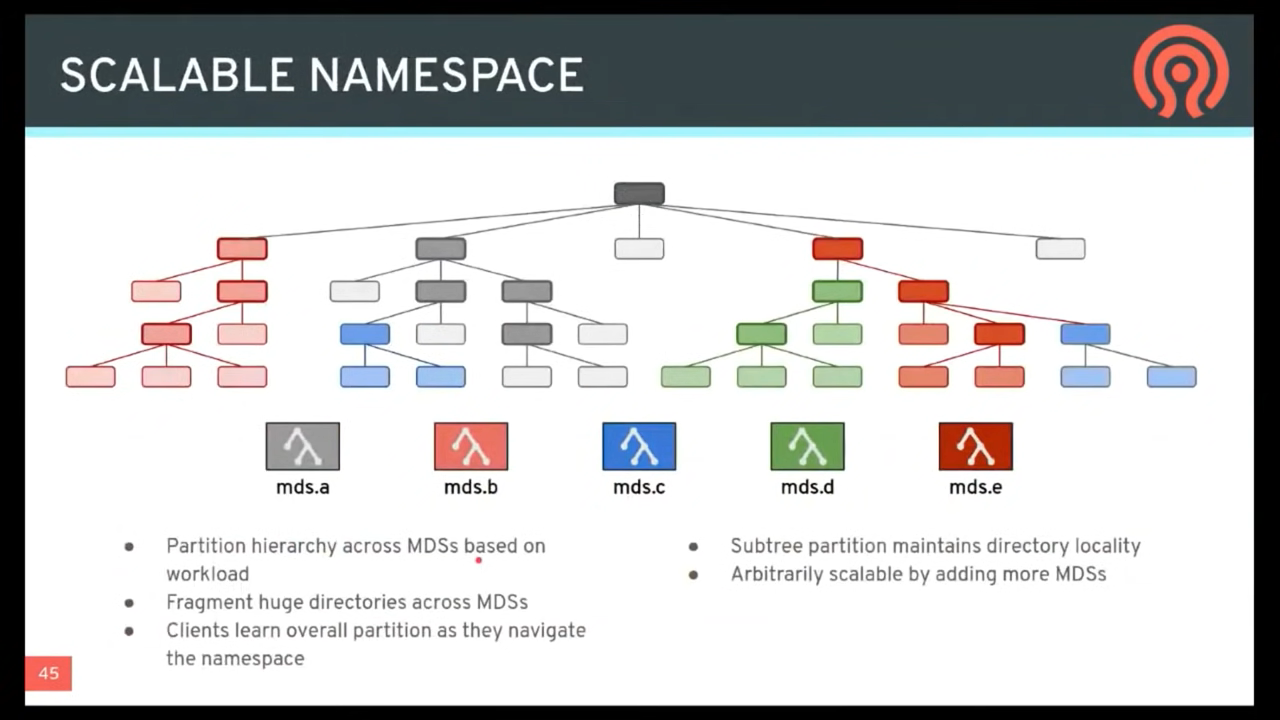 SCALABLE NAMESPACE
mds.a
mds.b
mds.c
mds.d
mds.e
● Partition hierarchy across MDSs based on
workload
● Fragment huge directories across MDSs
● Clients learn overall partition as they navigate
the namespace
● Subtree partition maintains directory locality
● Arbitrarily scalable by adding more MDSs
45